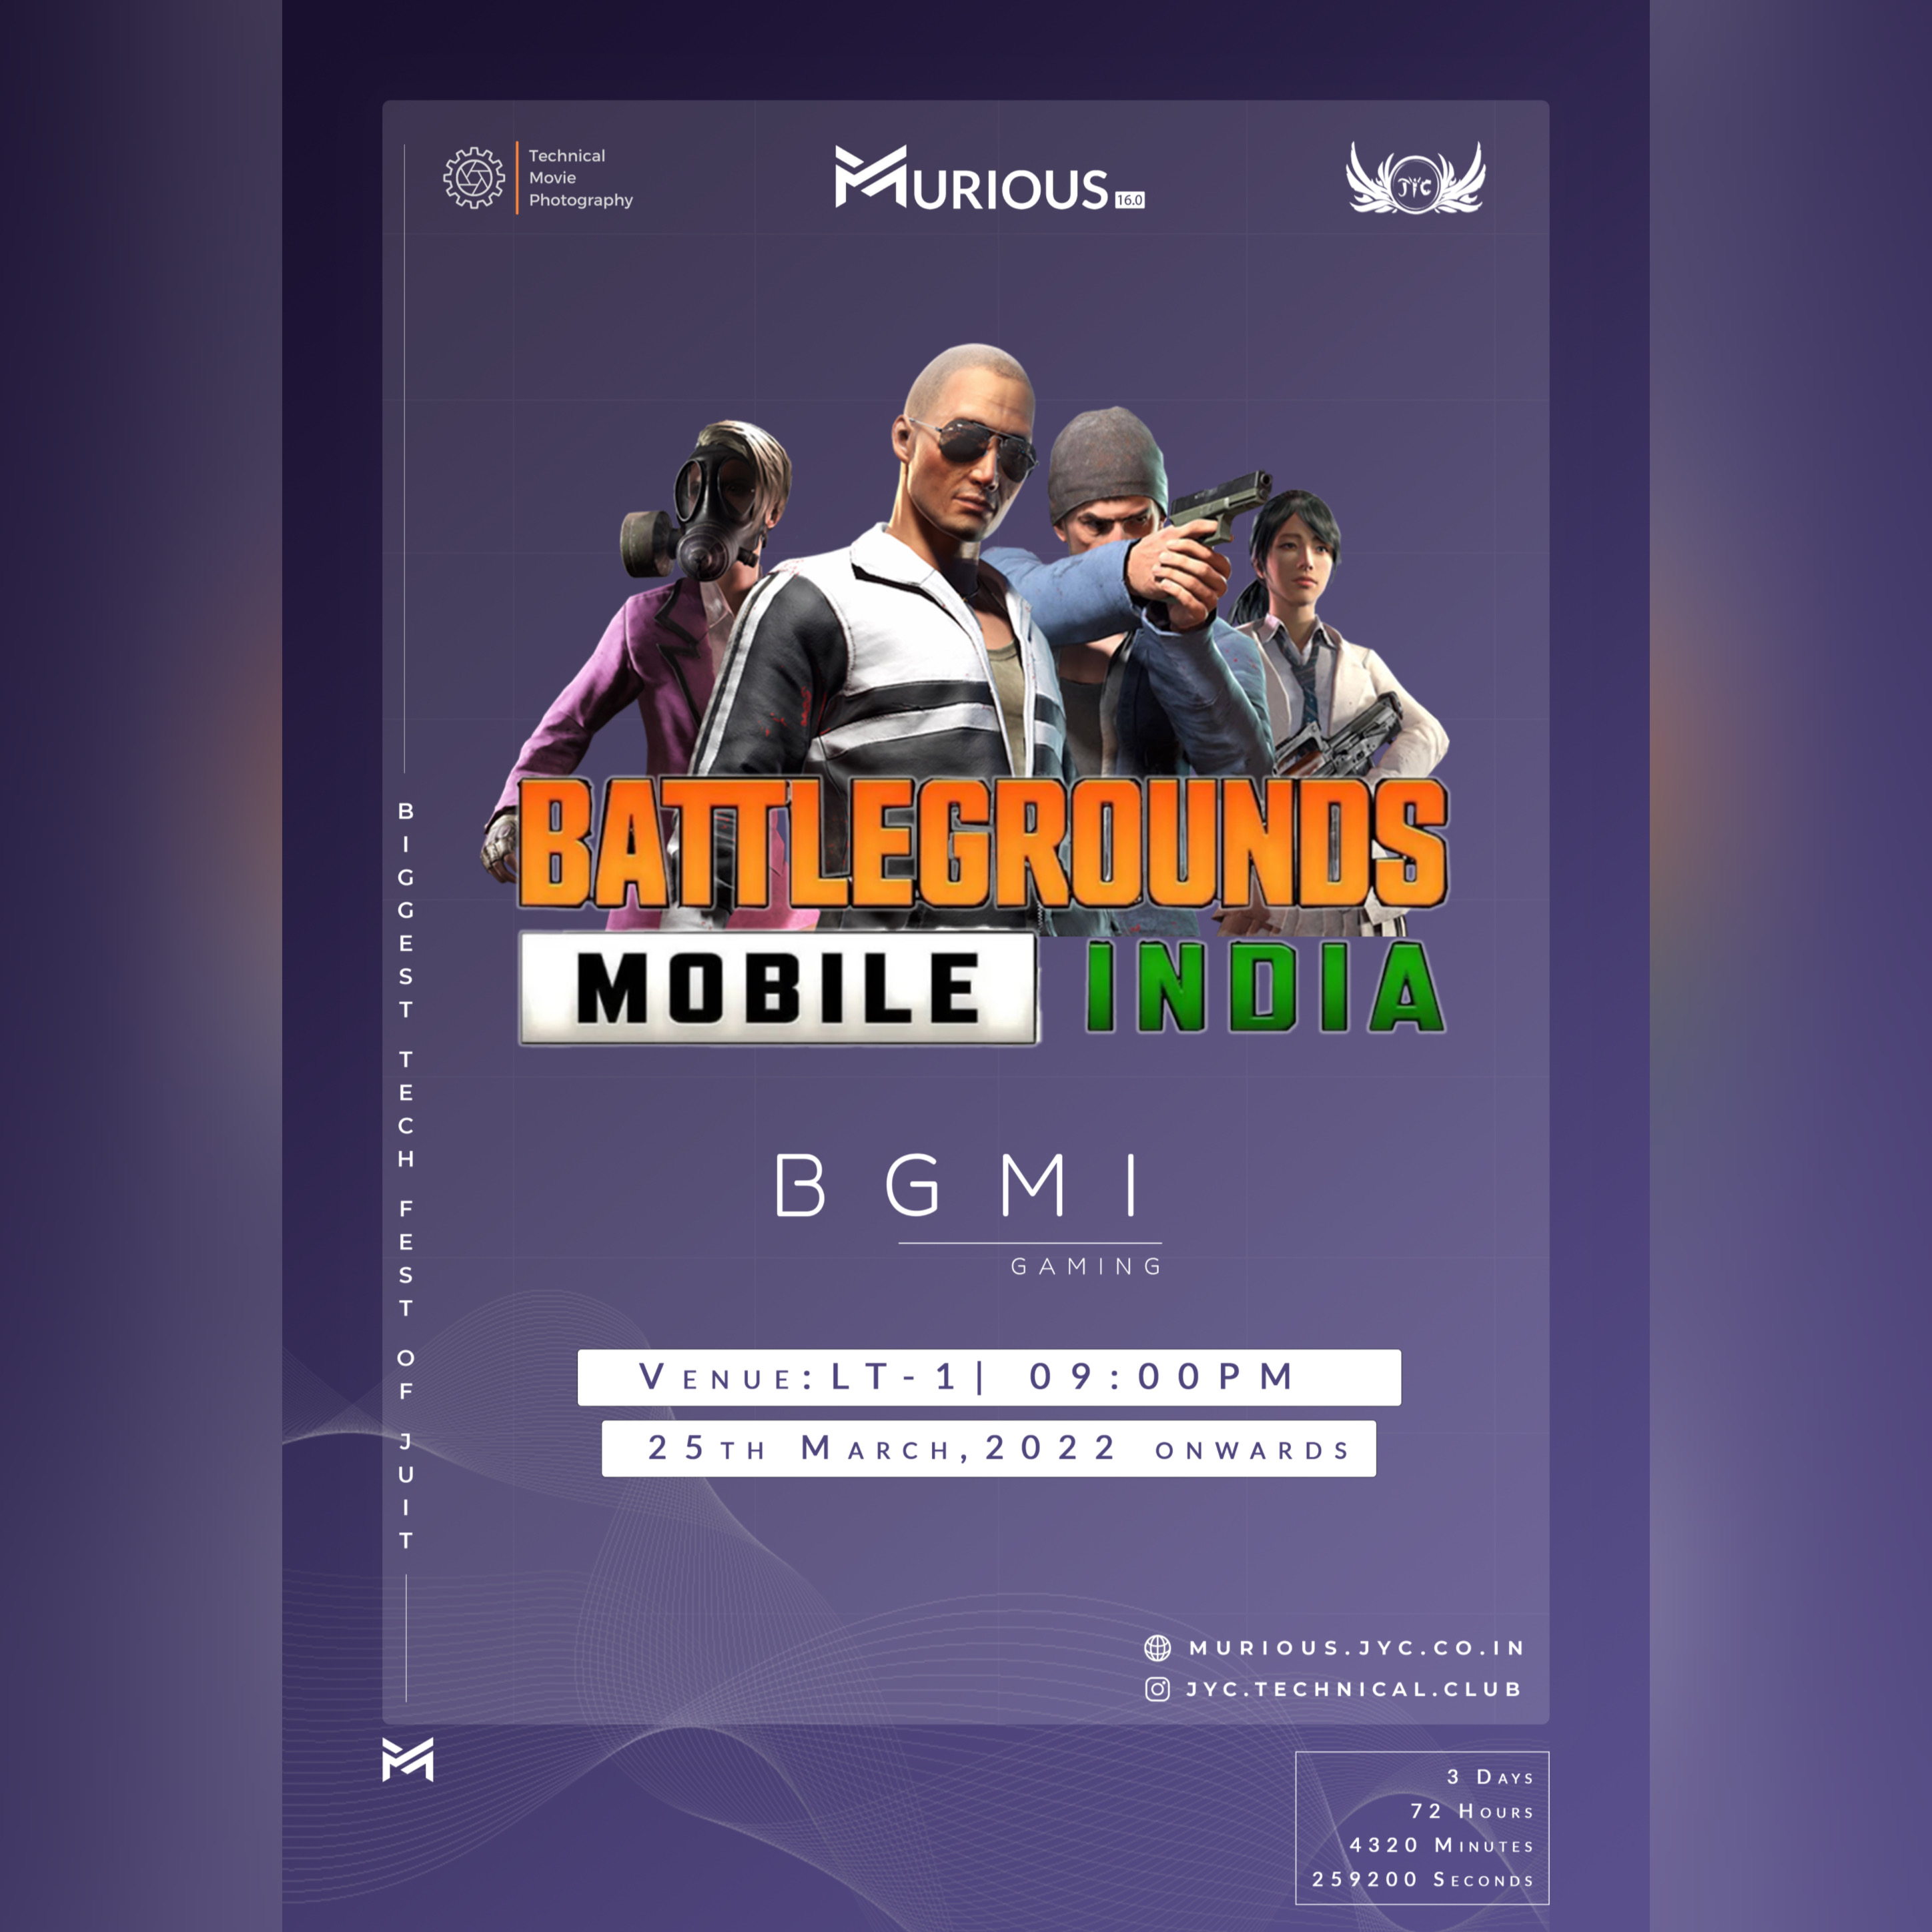 Technical
Movie
Photography
MURIOUS 16.0
JYC
BATTLEGROUNDS
MOBILE INDIA
BIGGEST TECH FEST OF JUIT
BGMI
GAMING
VENUE:LT-1| 09:00PM
25TH MARCH,2022 ONWARDS
MURIOUS.JYC.CO.IN
JYC.TECHNICAL.CLUB
3 DAYS
72 HOURS
4320 MINUTES
259200 SECONDS